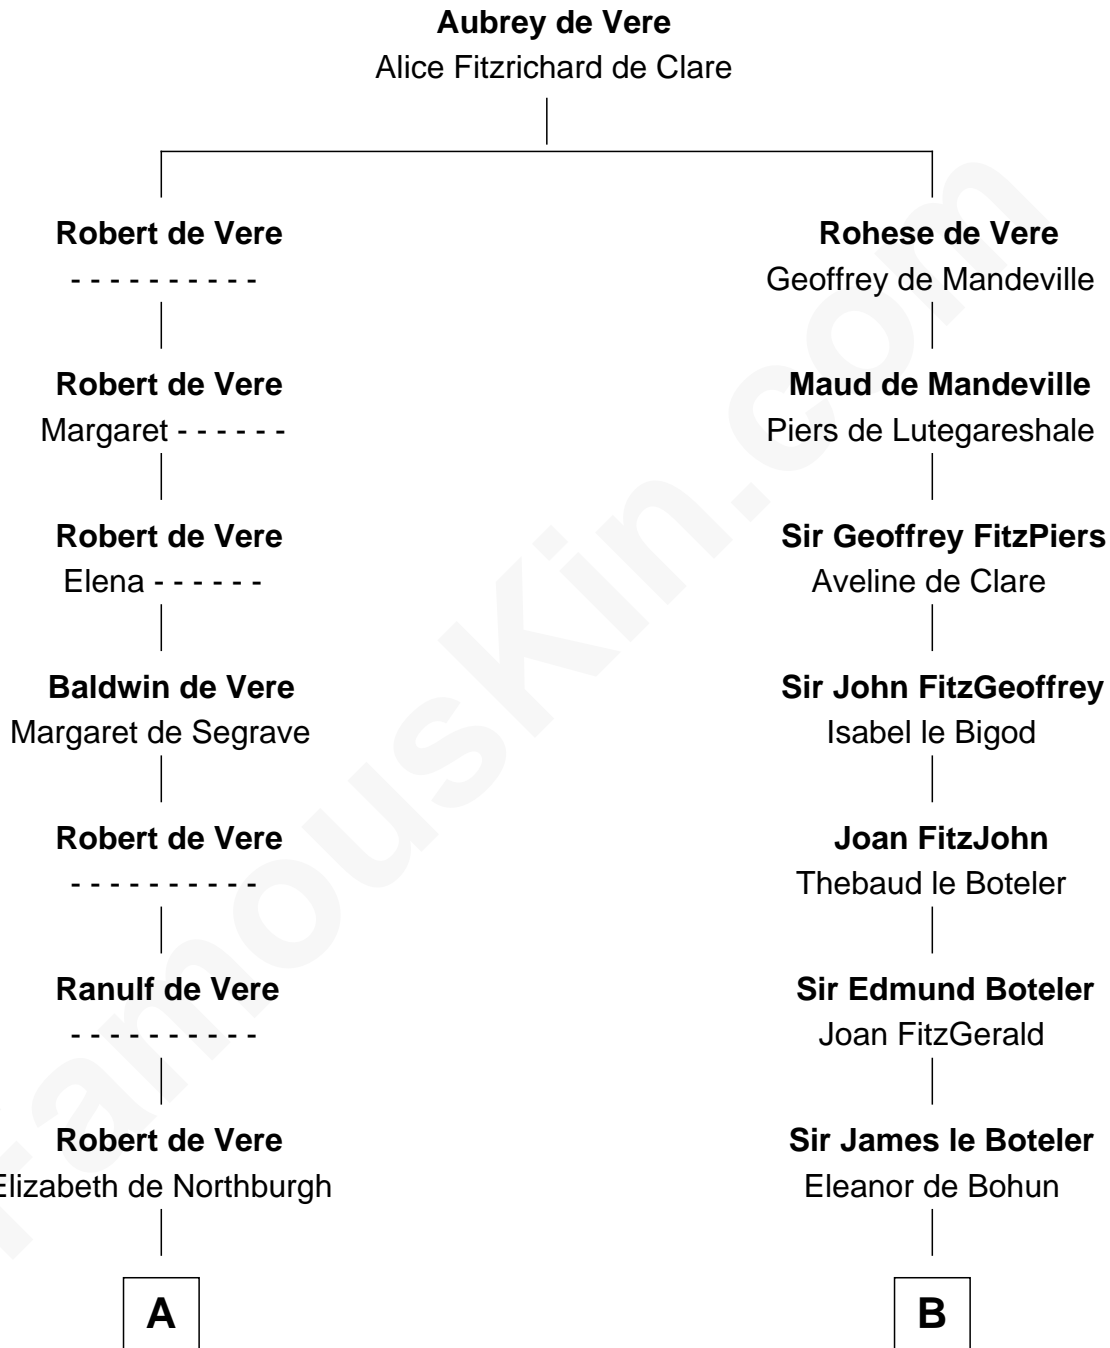 Aubrey de Vere
Alice Fitzrichard de Clare
Robert de Vere
- - - - - - - - - -
Rohese de Vere
Geoffrey de Mandeville
Robert de Vere
Margaret - - - - - -
Maud de Mandeville
Piers de Lutegareshale
Robert de Vere
Elena - - - - - -
Sir Geoffrey FitzPiers
Aveline de Clare
Baldwin de Vere
Margaret de Segrave
Sir John FitzGeoffrey
Isabel le Bigod
Robert de Vere
- - - - - - - - - -
Joan FitzJohn
Thebaud le Boteler
Ranulf de Vere
- - - - - - - - - -
Sir Edmund Boteler
Joan FitzGerald
Robert de Vere
Elizabeth de Northburgh
Sir James le Boteler
Eleanor de Bohun
A
B
FamousKin.com